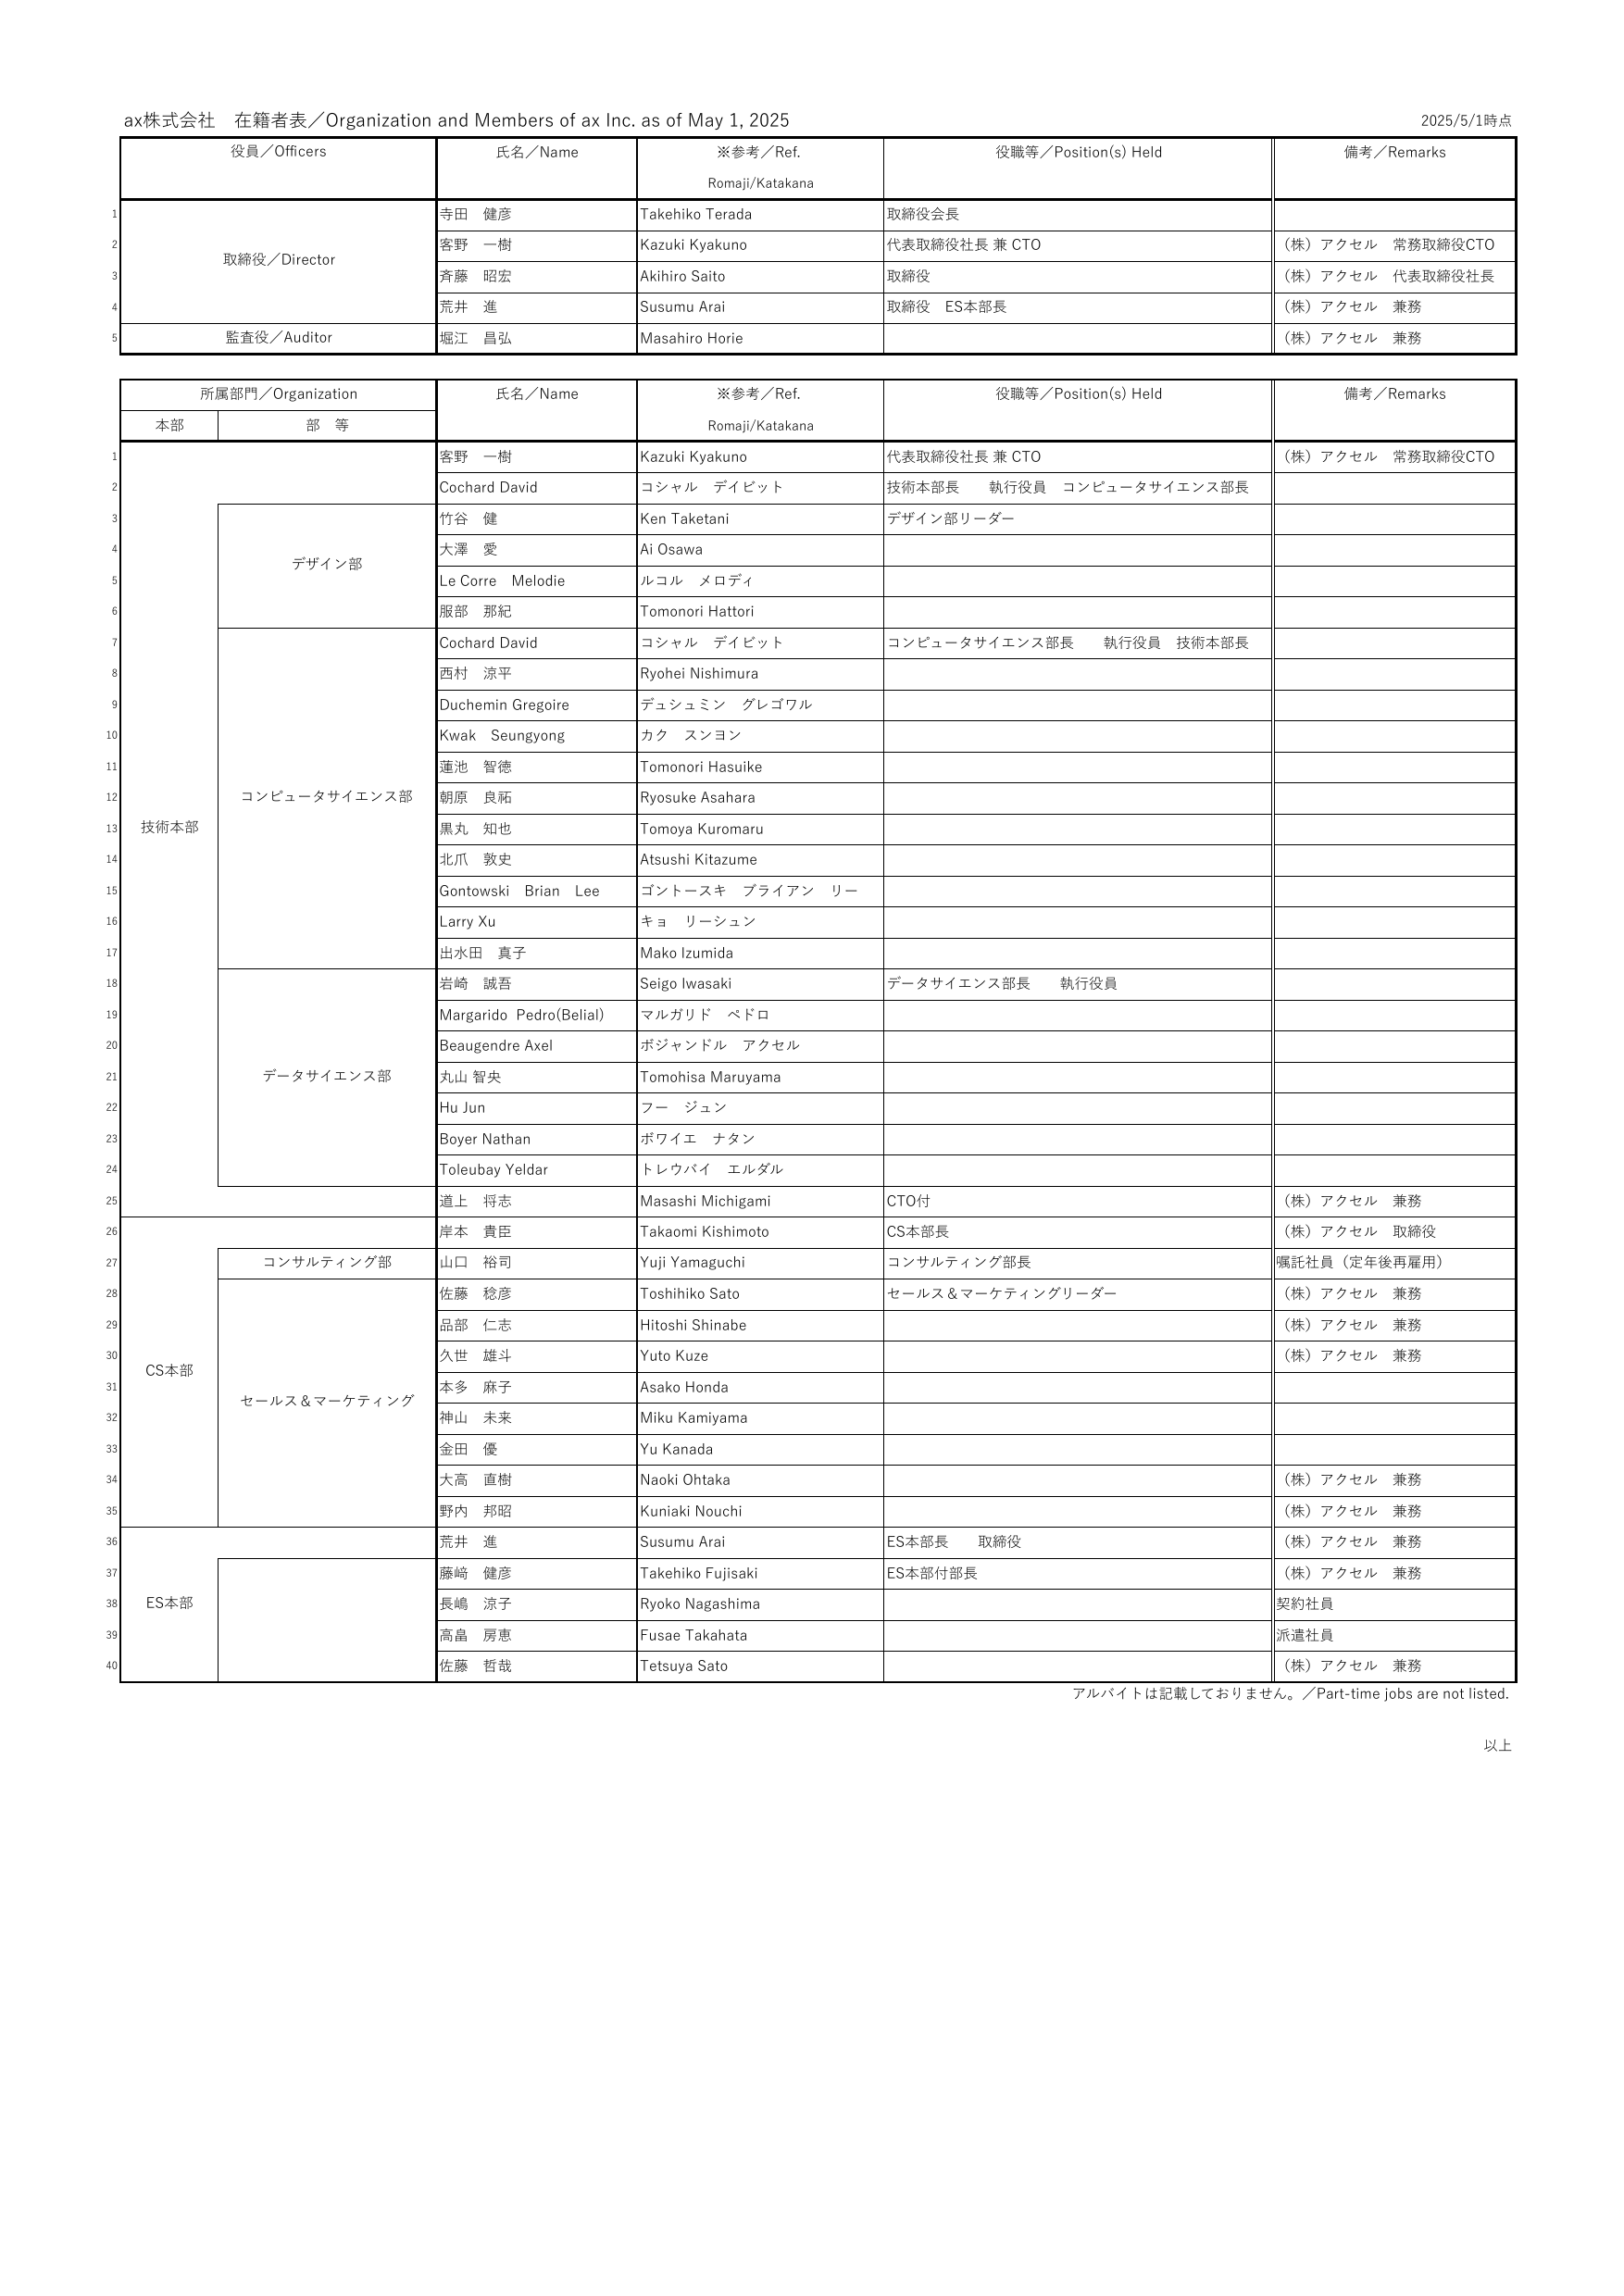 ax株式会社　在籍者表／Organization and Members of ax Inc. as of May 1, 2025　2025/5/1時点
役員／Officers　氏名／Name　※参考／Ref.　役職等／Position(s) Held　備考／Remarks
Romaji/Katakana
1　寺田　健彦　Takehiko Terada　取締役会長
2　客野　一樹　Kazuki Kyakuno　代表取締役社長 兼 CTO　（株）アクセル　常務取締役CTO
取締役／Director
3　斉藤　昭宏　Akihiro Saito　取締役　（株）アクセル　代表取締役社長
4　荒井　進　Susumu Arai　取締役　ES本部長　（株）アクセル　兼務
5　監査役／Auditor　堀江　昌弘　Masahiro Horie　（株）アクセル　兼務
所属部門／Organization　氏名／Name　※参考／Ref.　役職等／Position(s) Held　備考／Remarks
本部　部　等　Romaji/Katakana
1　客野　一樹　Kazuki Kyakuno　代表取締役社長 兼 CTO　（株）アクセル　常務取締役CTO
2　Cochard David　コシャル　デイビット　技術本部長　　執行役員　コンピュータサイエンス部長
3　竹谷　健　Ken Taketani　デザイン部リーダー
4　大澤　愛　Ai Osawa
デザイン部
5　Le Corre　Melodie　ルコル　メロディ
6　服部　那紀　Tomonori Hattori
7　Cochard David　コシャル　デイビット　コンピュータサイエンス部長　　執行役員　技術本部長
8　西村　涼平　Ryohei Nishimura
9　Duchemin Gregoire　デュシュミン　グレゴワル
10　Kwak　Seungyong　カク　スンヨン
11　蓮池　智徳　Tomonori Hasuike
12　コンピュータサイエンス部　朝原　良祏　Ryosuke Asahara
13　技術本部　黒丸　知也　Tomoya Kuromaru
14　北爪　敦史　Atsushi Kitazume
15　Gontowski　Brian　Lee　ゴントースキ　ブライアン　リー
16　Larry Xu　キョ　リーシュン
17　出水田　真子　Mako Izumida
18　岩崎　誠吾　Seigo Iwasaki　データサイエンス部長　　執行役員
19　Margarido Pedro(Belial)　マルガリド　ペドロ
20　Beaugendre Axel　ボジャンドル　アクセル
21　データサイエンス部　丸山 智央　Tomohisa Maruyama
22　Hu Jun　フー　ジュン
23　Boyer Nathan　ボワイエ　ナタン
24　Toleubay Yeldar　トレウバイ　エルダル
25　道上　将志　Masashi Michigami　CTO付　（株）アクセル　兼務
26　岸本　貴臣　Takaomi Kishimoto　CS本部長　（株）アクセル　取締役
27　コンサルティング部　山口　裕司　Yuji Yamaguchi　コンサルティング部長　嘱託社員（定年後再雇用）
28　佐藤　稔彦　Toshihiko Sato　セールス＆マーケティングリーダー　（株）アクセル　兼務
29　品部　仁志　Hitoshi Shinabe　（株）アクセル　兼務
30　久世　雄斗　Yuto Kuze　（株）アクセル　兼務
CS本部
31　本多　麻子　Asako Honda
セールス＆マーケティング
32　神山　未来　Miku Kamiyama
33　金田　優　Yu Kanada
34　大高　直樹　Naoki Ohtaka　（株）アクセル　兼務
35　野内　邦昭　Kuniaki Nouchi　（株）アクセル　兼務
36　荒井　進　Susumu Arai　ES本部長　　取締役　（株）アクセル　兼務
37　藤﨑　健彦　Takehiko Fujisaki　ES本部付部長　（株）アクセル　兼務
38　ES本部　長嶋　涼子　Ryoko Nagashima　契約社員
39　高畠　房恵　Fusae Takahata　派遣社員
40　佐藤　哲哉　Tetsuya Sato　（株）アクセル　兼務
アルバイトは記載しておりません。／Part-time jobs are not listed.
以上